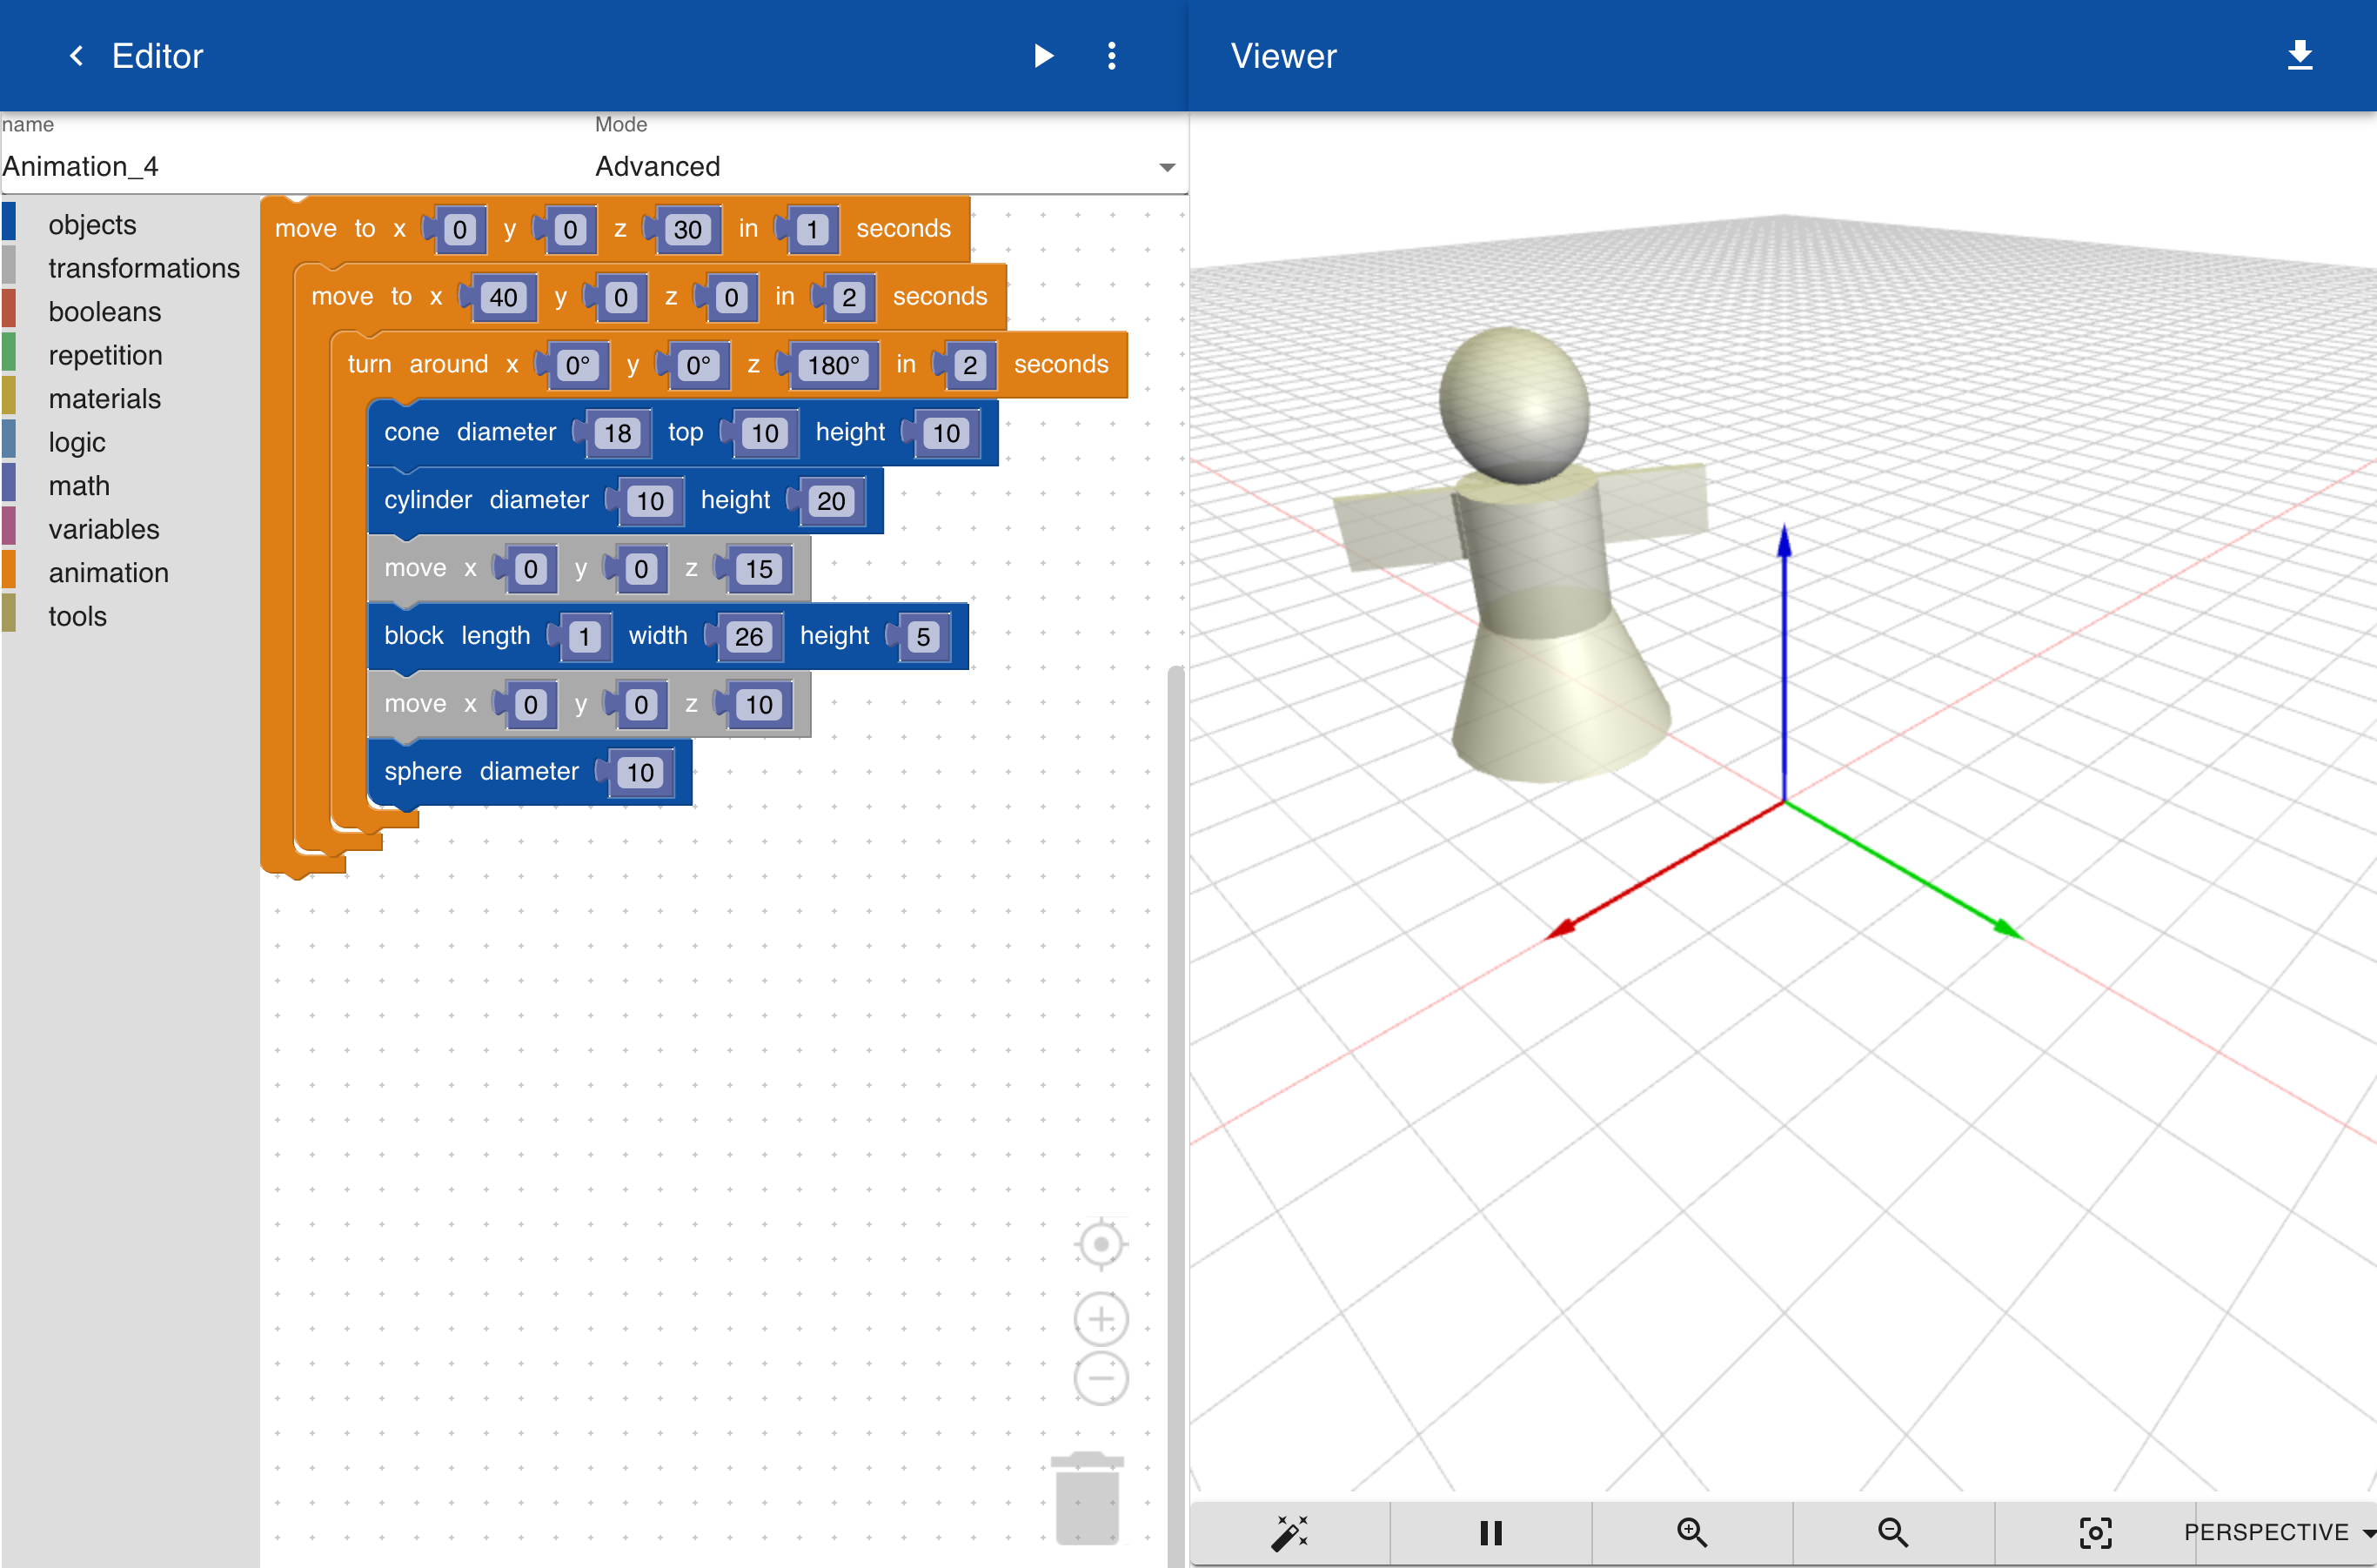 Editor
Viewer
name
Mode
Animation_4
Advanced
objects
transformations
booleans
repetition
materials
logic
math
variables
animation
tools
move to x 0 y 0 z 30 in 1 seconds
move to x 40 y 0 z 0 in 2 seconds
turn around x 0° y 0° z 180° in 2 seconds
cone diameter 18 top 10 height 10
cylinder diameter 10 height 20
move x 0 y 0 z 15
block length 1 width 26 height 5
move x 0 y 0 z 10
sphere diameter 10
PERSPECTIVE